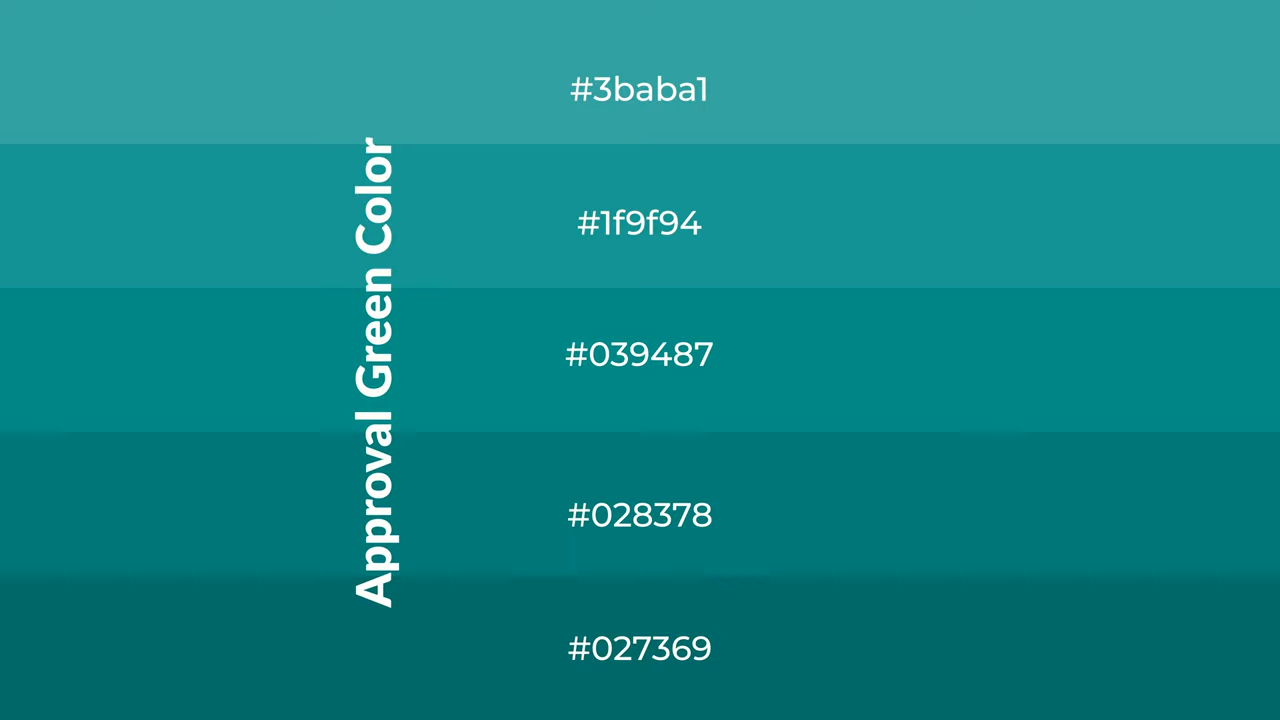 Approval Green Color
#3baba1
#1f9f94
#039487
#028378
#027369